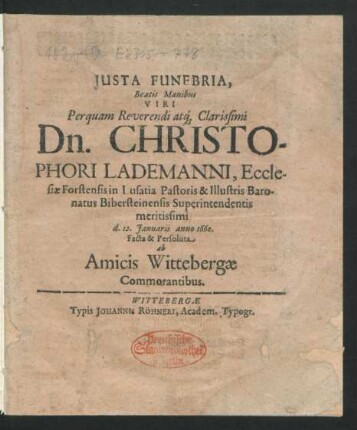 JUSTA FUNEBRIA,
Beatis Manibus
VIRI
Perquam Reverendi atq́, Clarissimi
Dn. CHRISTO-
PHORI LADEMANNI, Eccle-
siæ Forstensis in Lusatia Pastoris & Illustris Baro-
natus Bibersteinensis Superintendentis
meritissimi
d. 12. Januarii anno 1660.
Facta & Persoluta
ab
Amicis Wittebergæ
Commorantibus.
WITTEBERGÆ
Typis JOHANNIS RÖHNERI, Academ. Typogr.